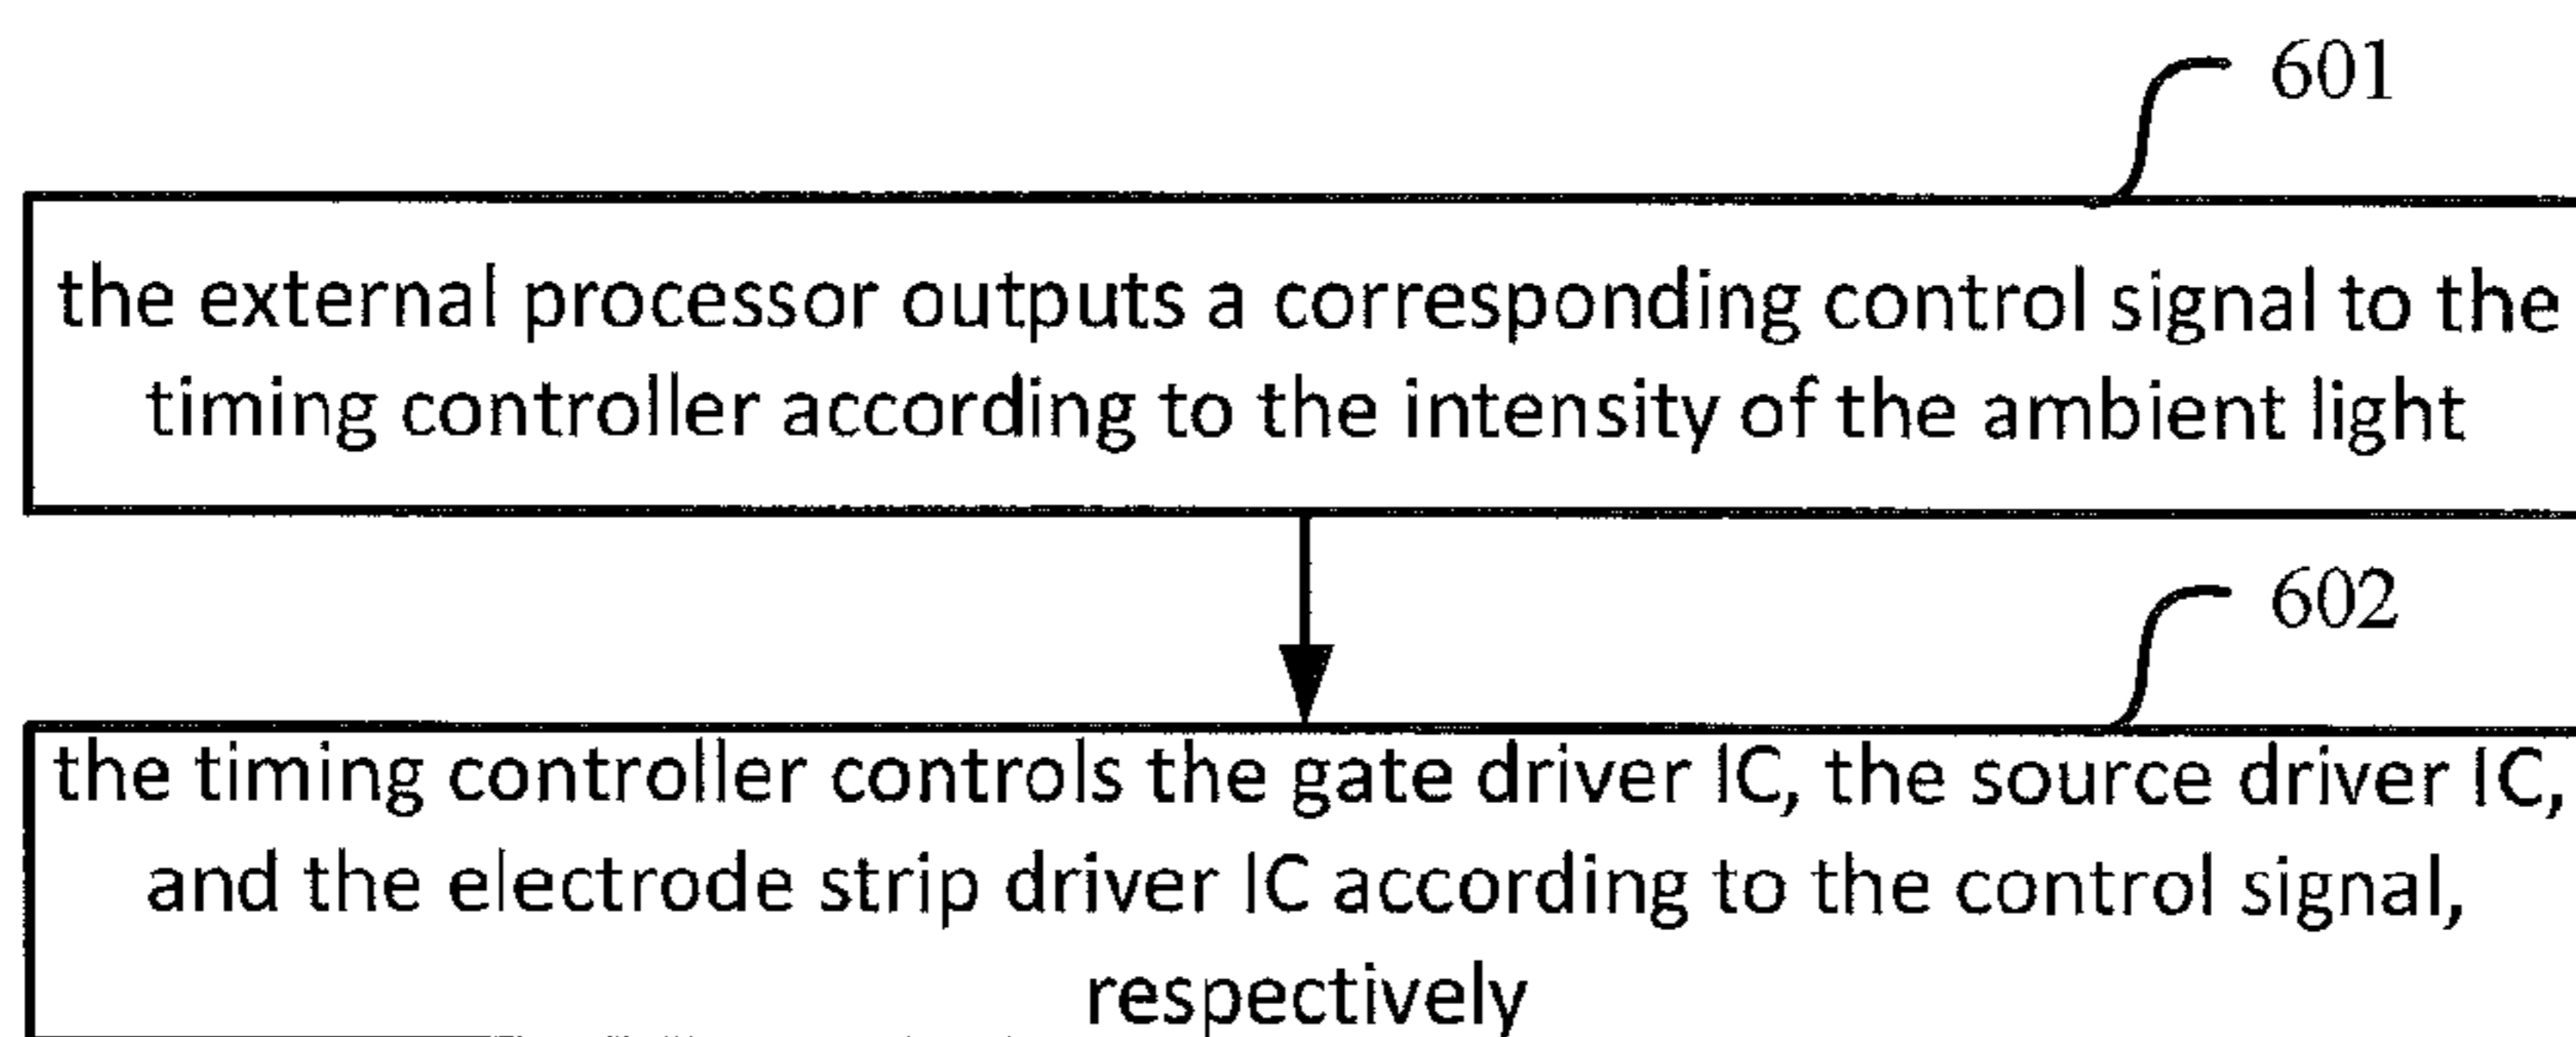 601
the external processor outputs a corresponding control signal to the
timing controller according to the intensity of the ambient light
602
the timing controller controls the gate driver IC, the source driver IC,
and the electrode strip driver IC according to the control signal,
respectively